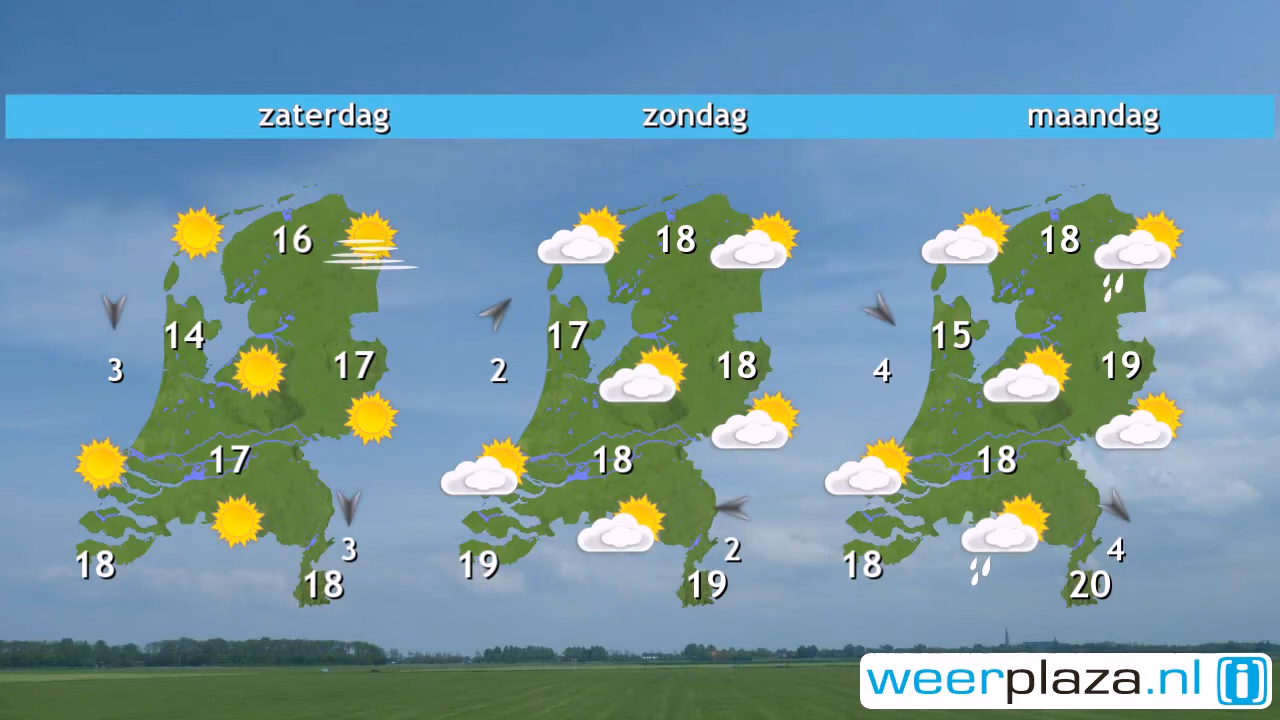 zaterdag zondag maandag
16 18 18
14 17 17 18 15 19
3 2 4
17 18 18
3 2 4
18 19 18
18 19 20
weerplaza.nl i